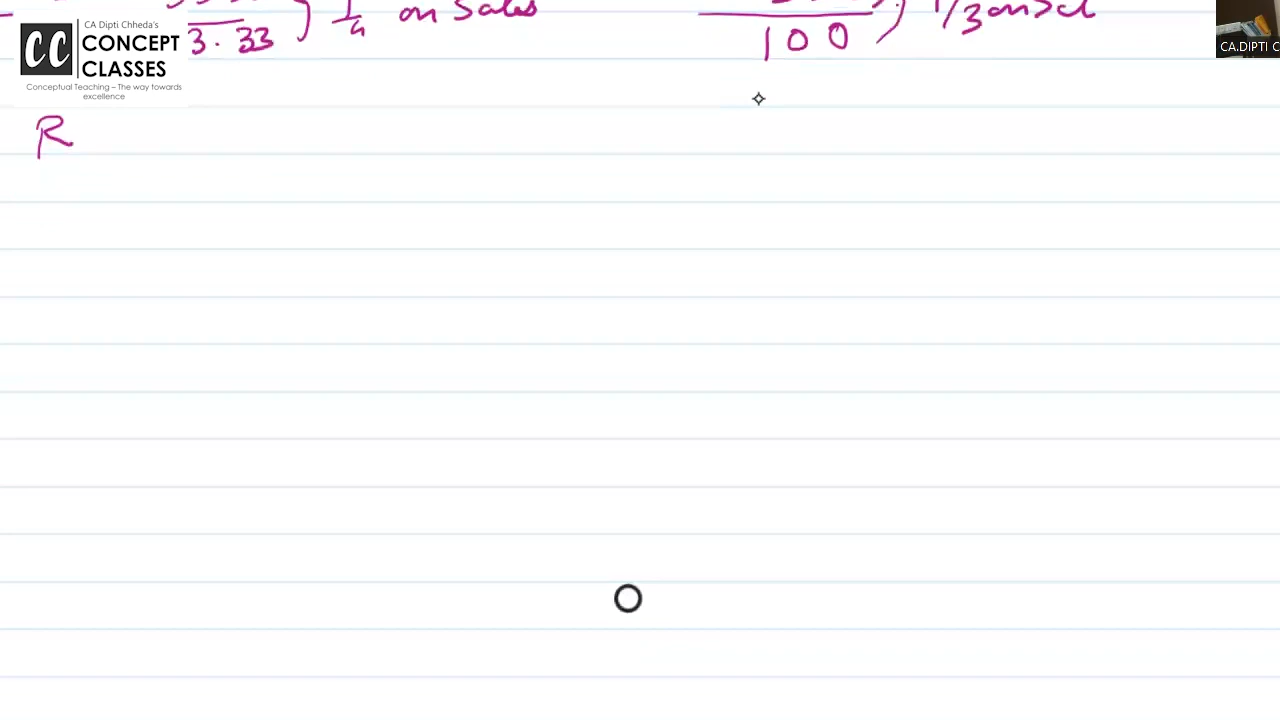 1/4 on Sales
3.33
100
1/3 on
CA Dipti Chheda's
CC CONCEPT
CLASSES
Conceptual Teaching – The way towards
excellence
CA.DIPTI C
R